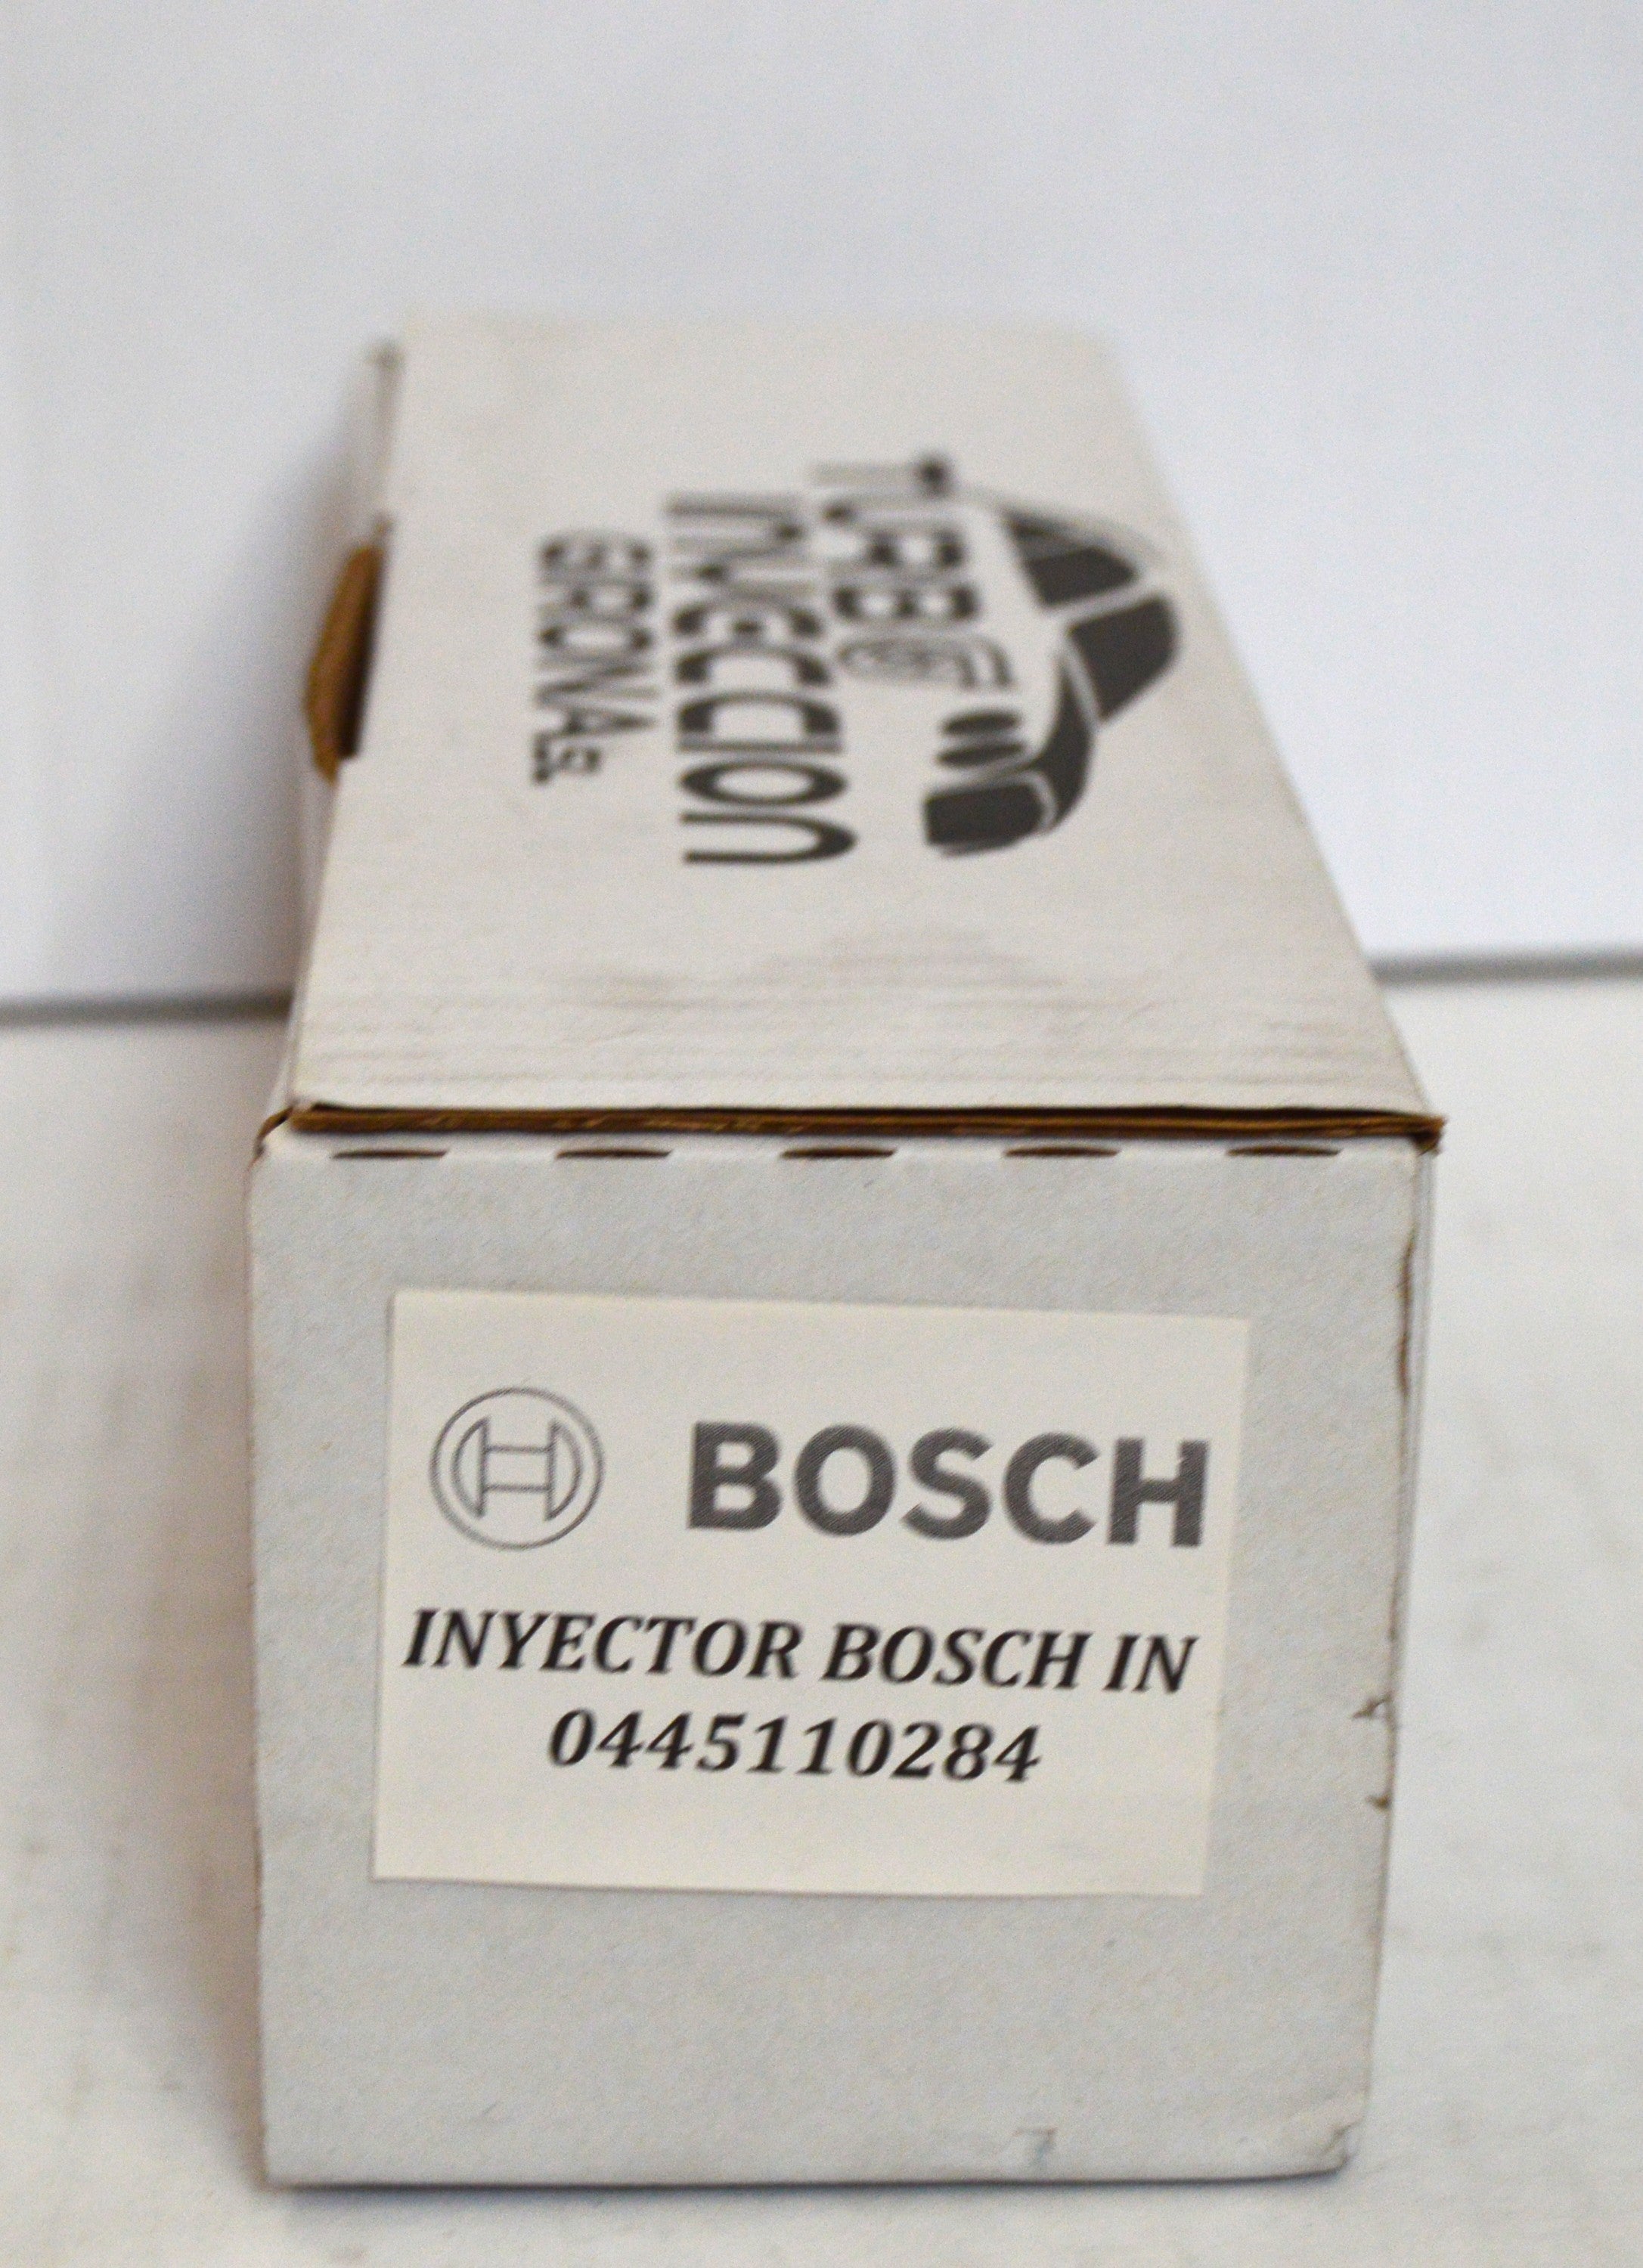 TURBO
INYECCION
GIRONA
BOSCH
INYECTOR BOSCH IN
0445110284